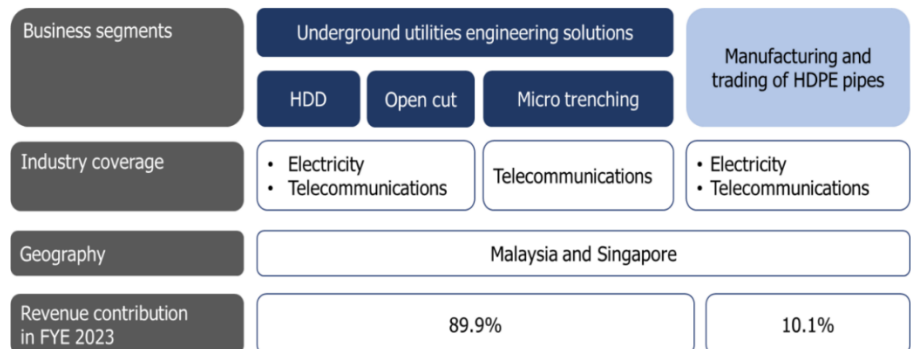 Business segments
Underground utilities engineering solutions
HDD
Open cut
Micro trenching
Manufacturing and
trading of HDPE pipes
Industry coverage
• Electricity
• Telecommunications
Telecommunications
• Electricity
• Telecommunications
Geography
Malaysia and Singapore
Revenue contribution
in FYE 2023
89.9%
10.1%